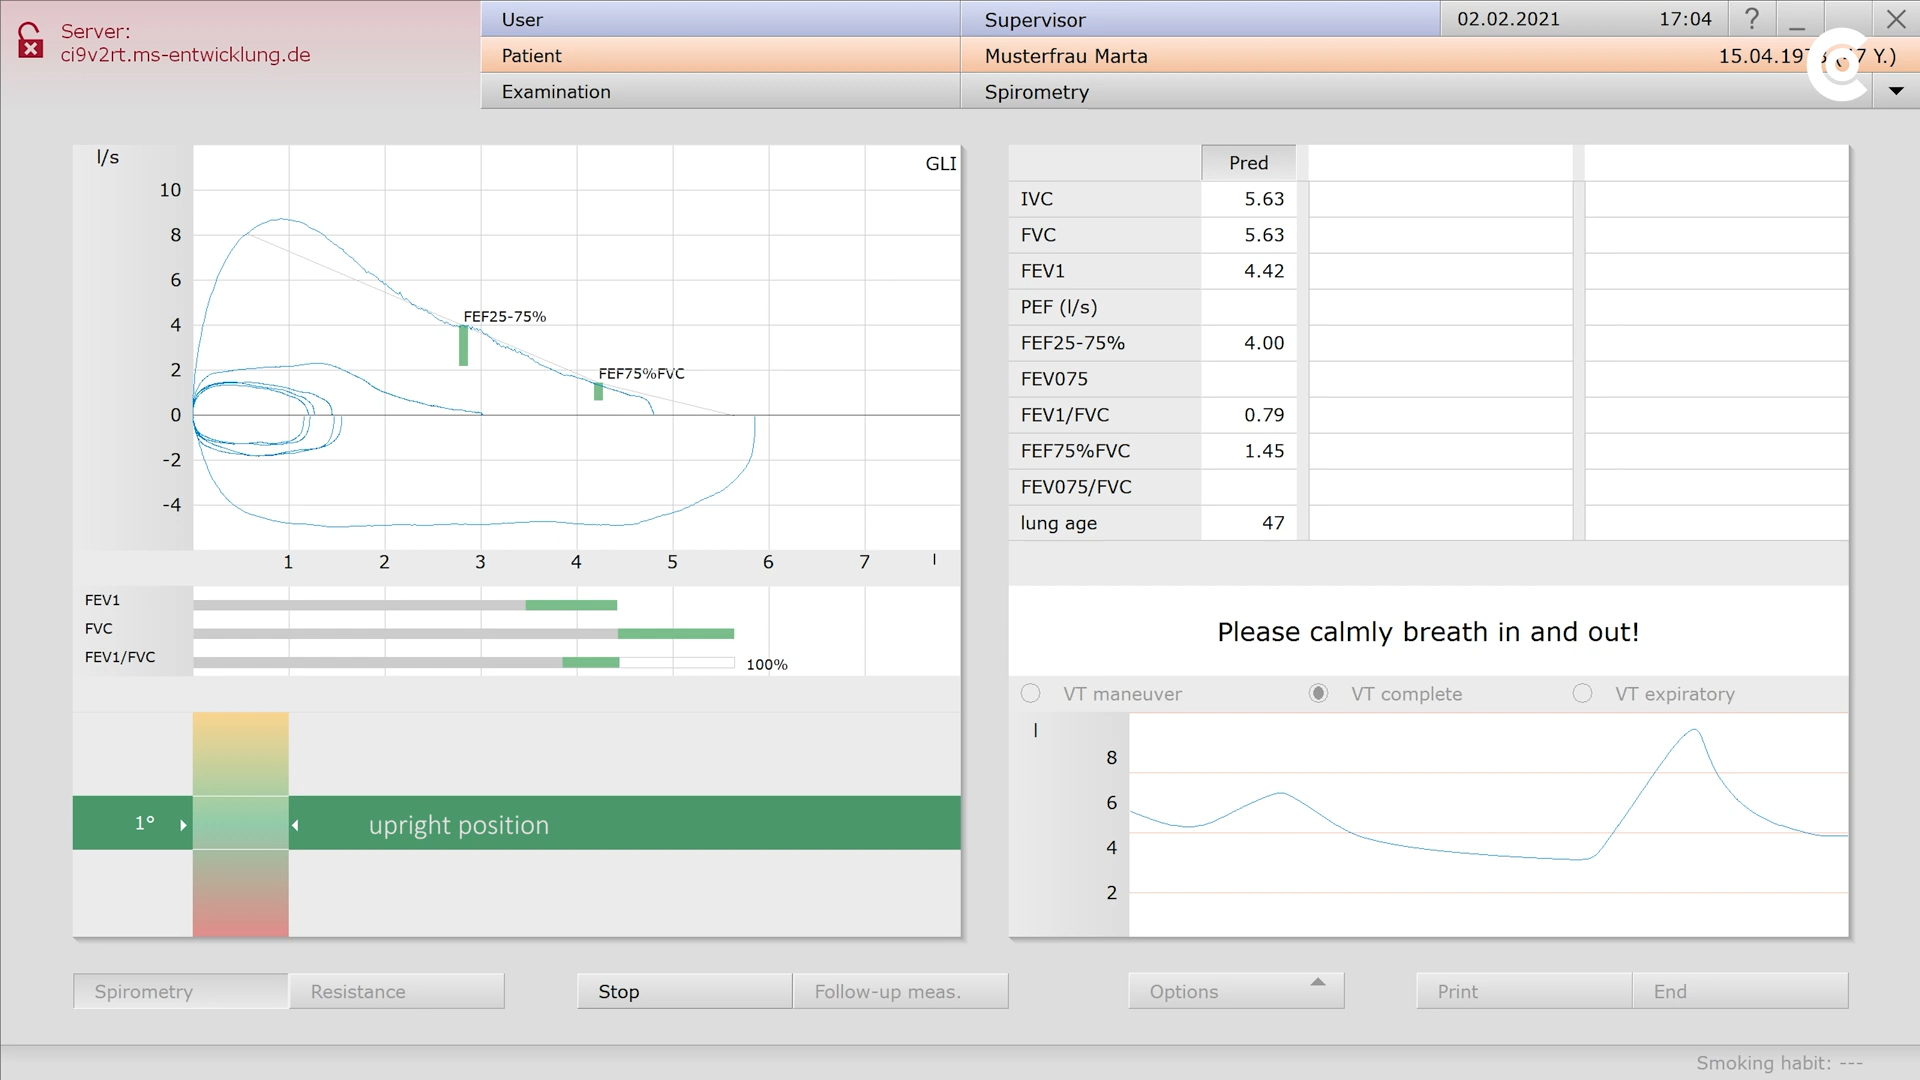 Server:
ci9v2rt.ms-entwicklung.de
User Supervisor 02.02.2021 17:04 ?
Patient Musterfrau Marta 15.04.19 7 Y.)
Examination Spirometry
l/s GLI
10
8
6
4
2
0
-2
-4
FEF25-75%
FEF75%FVC
1 2 3 4 5 6 7 l
FEV1
FVC
FEV1/FVC 100%
1° upright position
Pred
IVC 5.63
FVC 5.63
FEV1 4.42
PEF (l/s)
FEF25-75% 4.00
FEV075
FEV1/FVC 0.79
FEF75%FVC 1.45
FEV075/FVC
lung age 47
Please calmly breath in and out!
VT maneuver VT complete VT expiratory
l
8
6
4
2
Spirometry Resistance Stop Follow-up meas. Options Print End
Smoking habit: ---